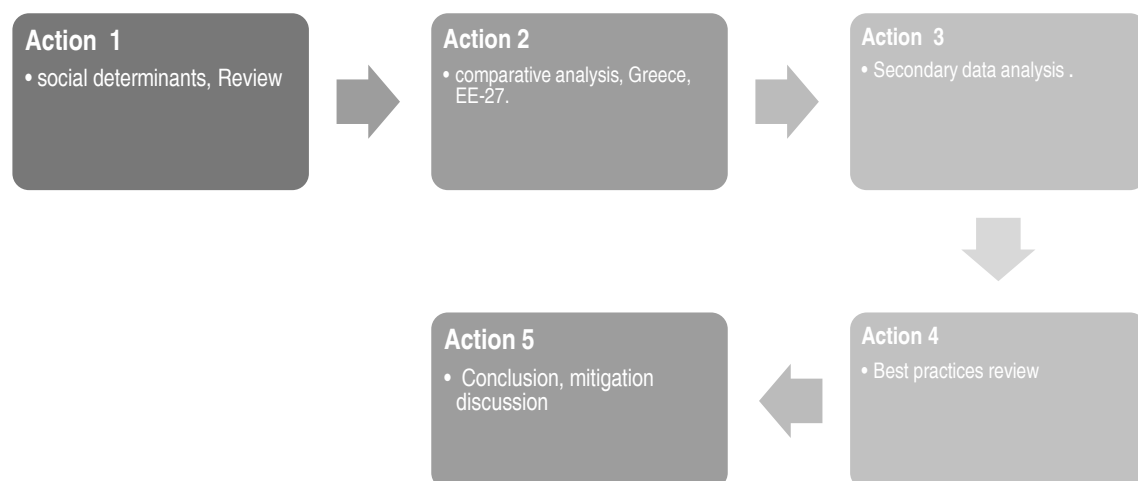 Action 1
• social determinants, Review
Action 2
• comparative analysis, Greece,
EE-27.
Action 3
• Secondary data analysis .
Action 4
• Best practices review
Action 5
• Conclusion, mitigation
discussion